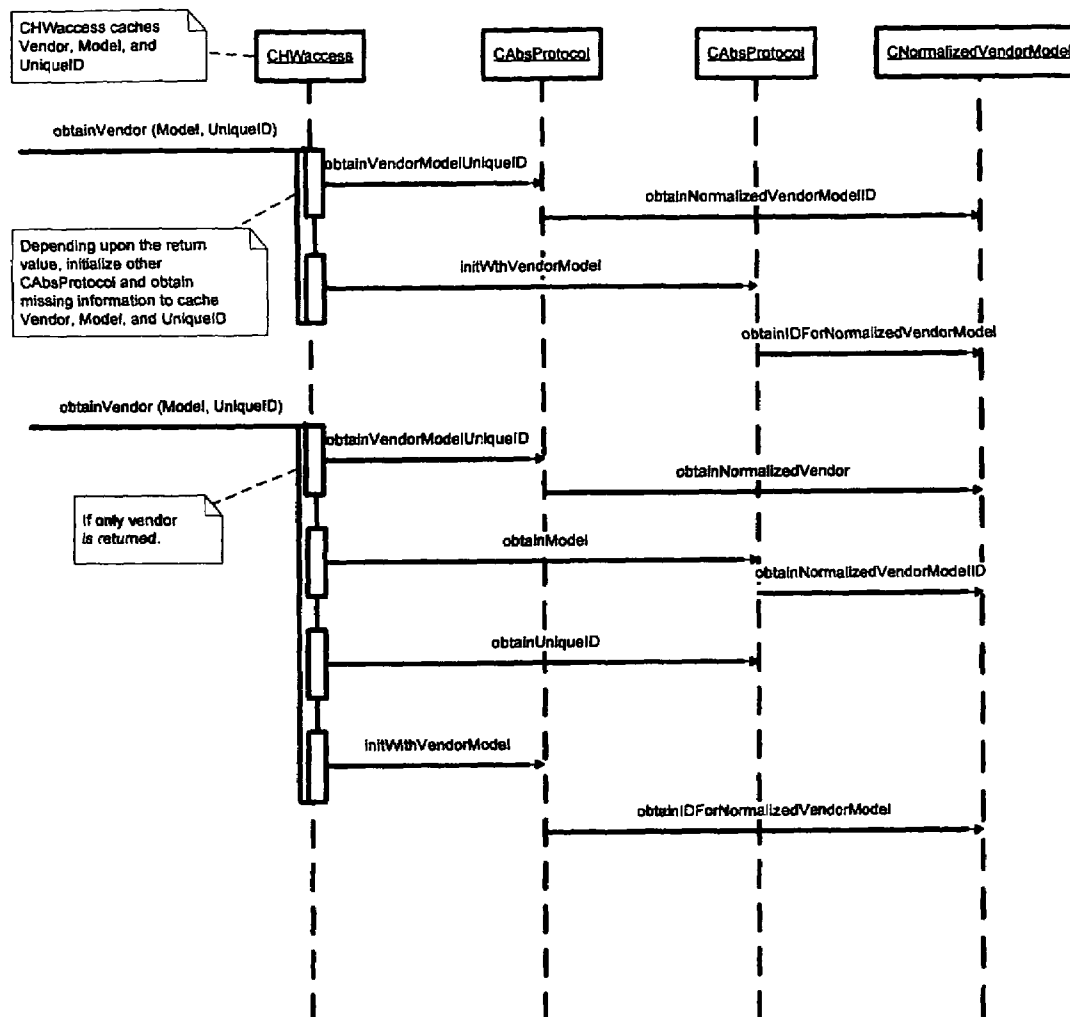 CHWaccess caches
Vendor, Model, and
UniqueID
CHWaccess
CAbsProtocol
CAbsProtocol
CNormalizedVendorModel
obtainVendor (Model, UniqueID)
obtainVendorModelUniqueID
obtainNormalizedVendorModelID
Depending upon the return
value, initialize other
CAbsProtocol and obtain
missing information to cache
Vendor, Model, and UniqueID
initWthVendorModel
obtainIDForNormalizedVendorModel
obtainVendor (Model, UniqueID)
obtainVendorModelUniqueID
obtainNormalizedVendor
If only vendor
is returned.
obtainModel
obtainNormalizedVendorModelID
obtainUniqueID
initWithVendorModel
obtainIDForNormalizedVendorModel